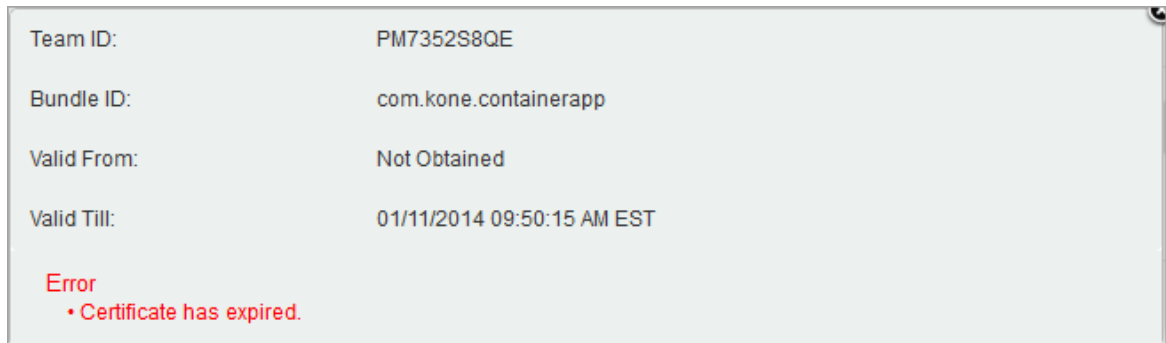 Team ID: PM7352S8QE
Bundle ID: com.kone.containerapp
Valid From: Not Obtained
Valid Till: 01/11/2014 09:50:15 AM EST
Error
• Certificate has expired.